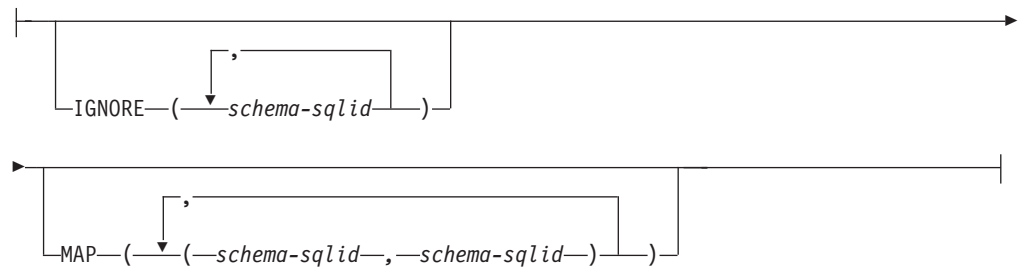 ,
IGNORE ( schema-sqlid )
,
MAP ( ( schema-sqlid , schema-sqlid ) )